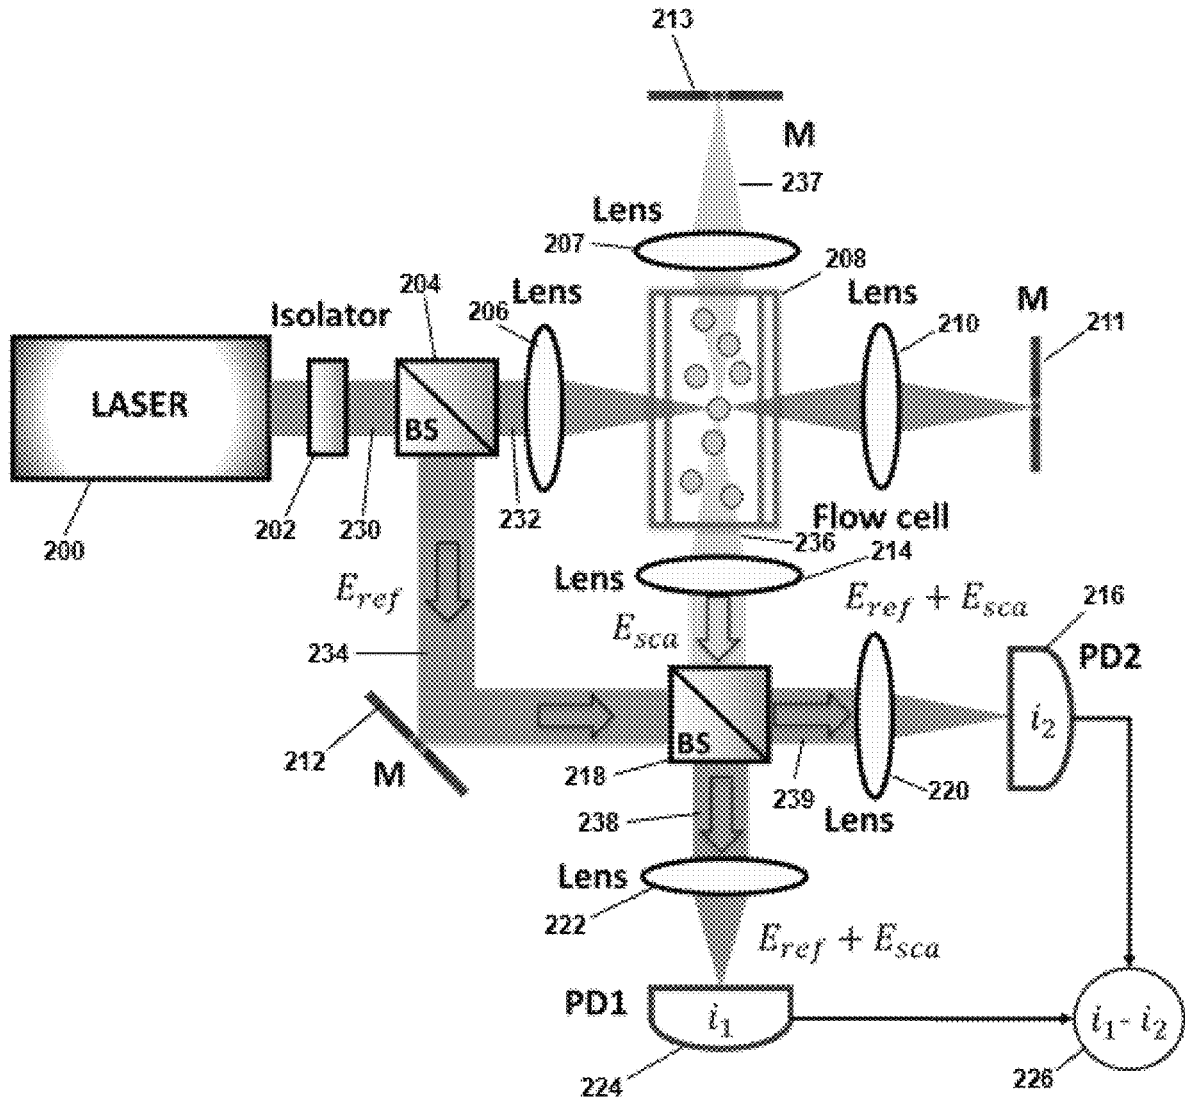 213
M
237
Lens
207
208
204
Lens
206
Isolator
Lens
210
M
211
LASER
BS
200
202
230
232
Flow cell
236
214
Lens
E_ref
E_sca
E_ref + E_sca
216
PD2
234
i_2
212
M
BS
218
239
220
Lens
238
Lens
222
E_ref + E_sca
PD1
i_1
224
i_1 - i_2
226